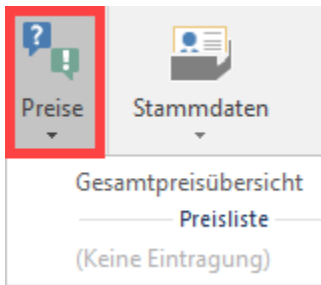 Preise
Stammdaten
Gesamtpreisübersicht
Preisliste
(Keine Eintragung)